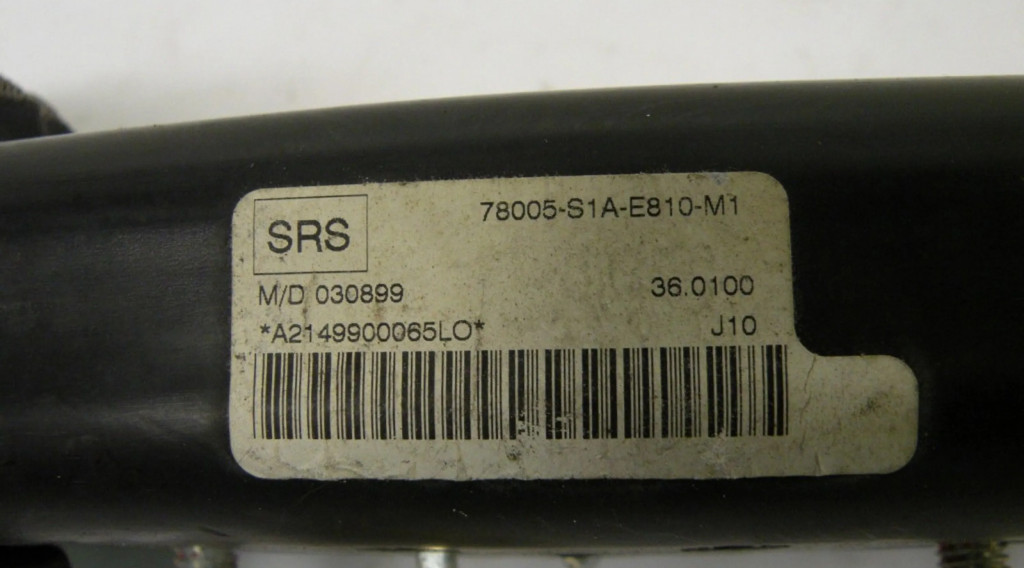 SRS
78005-S1A-E810-M1
M/D 030899
36.0100
*A2149900065LO*
J10